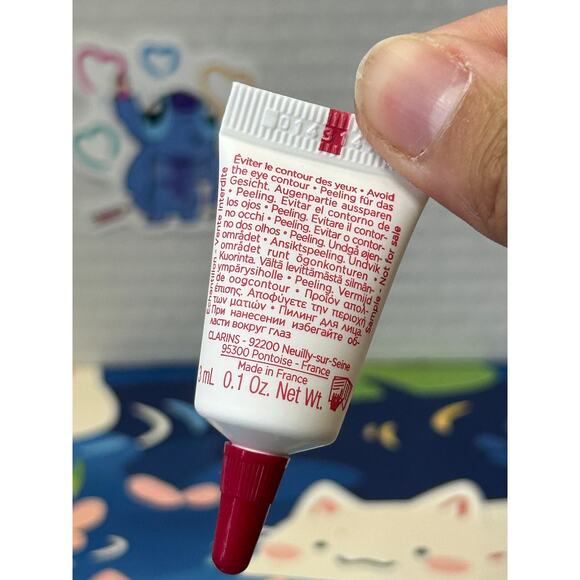 Éviter le contour des yeux • Avoid
the eye contour • Peeling für das
Gesicht. Augenpartie aussparen
• Peeling. Evitar el contorno de
los ojos • Peeling. Evitare il contor-
no occhi • Peeling. Evitar o contor-
no dos olhos • Peeling. Undgå øjen-
området • Ansiktspeeling. Undvik
området runt ögonkonturen •
Kuorinta. Vältä levittämästä silmän-
ympärysiholle • Peeling. Vermijd
de oogcontour • Προϊόν απολέ-
πισης. Αποφύγετε την περιοχή
των ματιών • Пилинг для лица.
При нанесении избегайте об-
ласти вокруг глаз
CLARINS - 92200 Neuilly-sur-Seine
95300 Pontoise - France
Made in France
3 mL 0.1 Oz. Net Wt.
Échantillon - Vente interdite
Sample - Not for sale